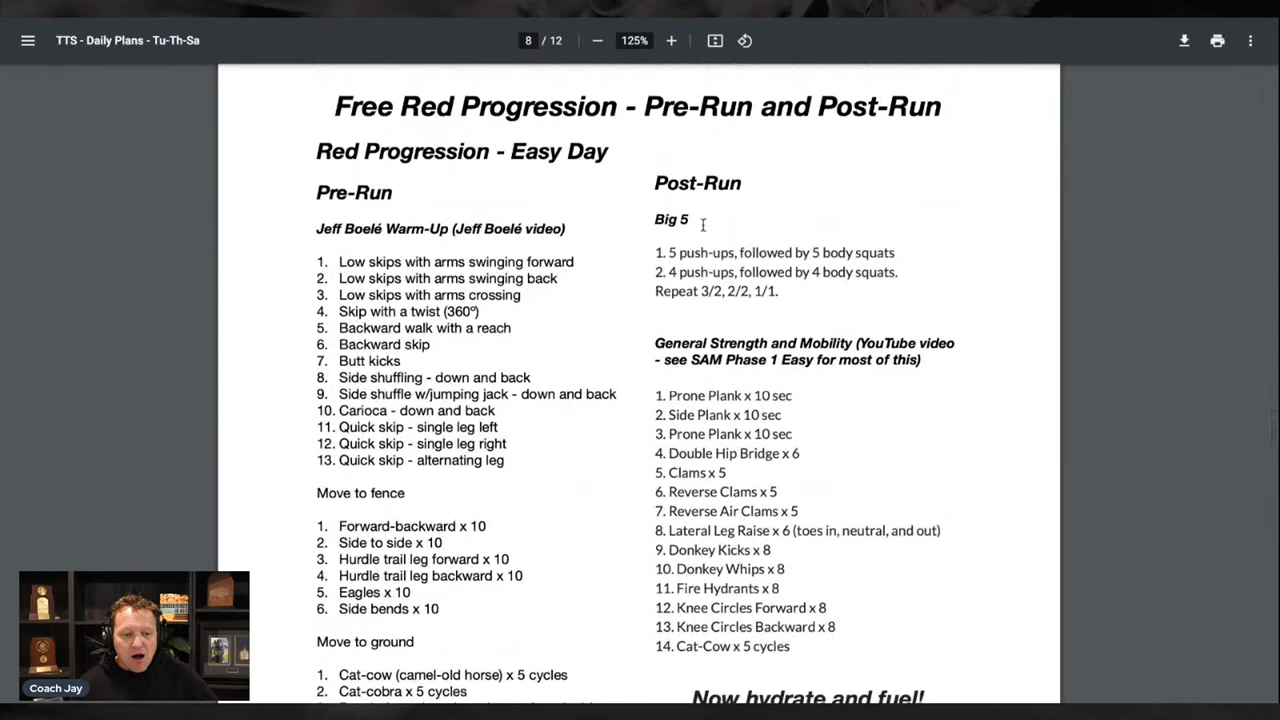 TTS - Daily Plans - Tu-Th-Sa
8 / 12
125%
Free Red Progression - Pre-Run and Post-Run
Red Progression - Easy Day
Pre-Run
Jeff Boelé Warm-Up (Jeff Boelé video)
1. Low skips with arms swinging forward
2. Low skips with arms swinging back
3. Low skips with arms crossing
4. Skip with a twist (360º)
5. Backward walk with a reach
6. Backward skip
7. Butt kicks
8. Side shuffling - down and back
9. Side shuffle w/jumping jack - down and back
10. Carioca - down and back
11. Quick skip - single leg left
12. Quick skip - single leg right
13. Quick skip - alternating leg
Move to fence
1. Forward-backward x 10
2. Side to side x 10
3. Hurdle trail leg forward x 10
4. Hurdle trail leg backward x 10
5. Eagles x 10
6. Side bends x 10
Move to ground
1. Cat-cow (camel-old horse) x 5 cycles
2. Cat-cobra x 5 cycles
Post-Run
Big 5
1. 5 push-ups, followed by 5 body squats
2. 4 push-ups, followed by 4 body squats.
Repeat 3/2, 2/2, 1/1.
General Strength and Mobility (YouTube video
- see SAM Phase 1 Easy for most of this)
1. Prone Plank x 10 sec
2. Side Plank x 10 sec
3. Prone Plank x 10 sec
4. Double Hip Bridge x 6
5. Clams x 5
6. Reverse Clams x 5
7. Reverse Air Clams x 5
8. Lateral Leg Raise x 6 (toes in, neutral, and out)
9. Donkey Kicks x 8
10. Donkey Whips x 8
11. Fire Hydrants x 8
12. Knee Circles Forward x 8
13. Knee Circles Backward x 8
14. Cat-Cow x 5 cycles
Now hydrate and fuel!
Coach Jay